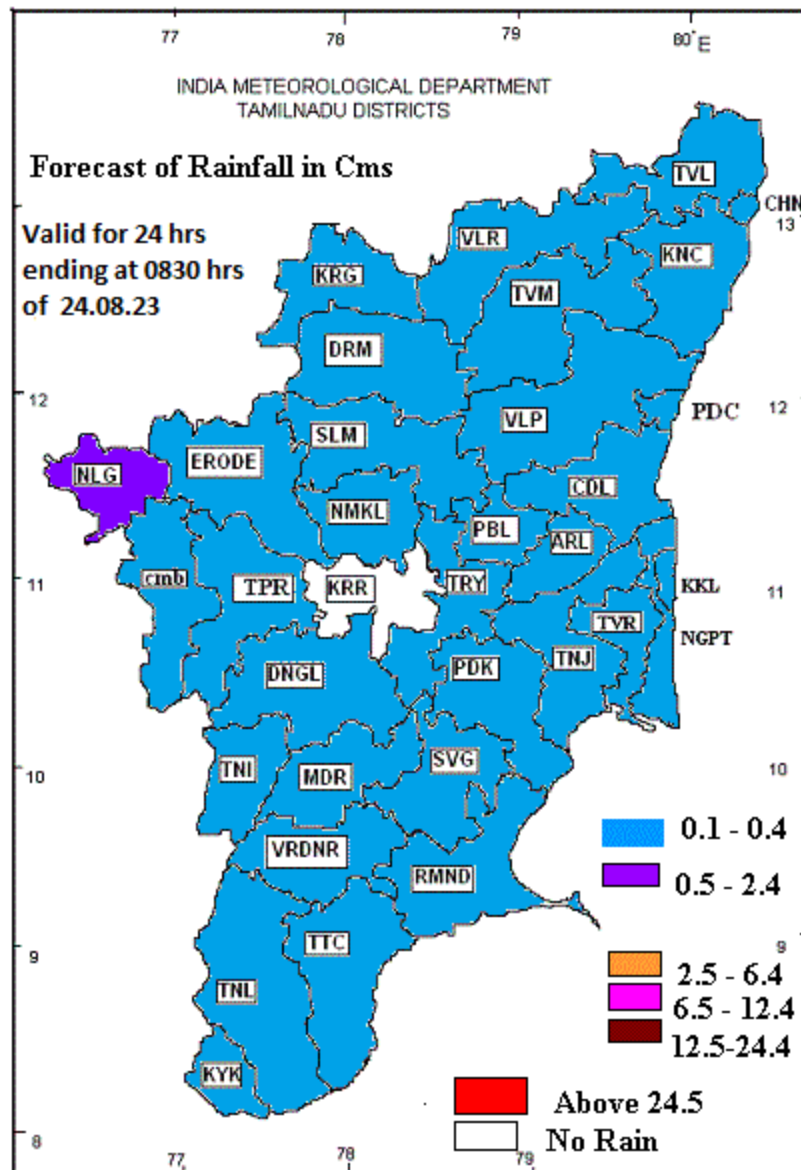 77 78 79 80°E
INDIA METEOROLOGICAL DEPARTMENT
TAMILNADU DISTRICTS
Forecast of Rainfall in Cms
TVL
CHN
13
Valid for 24 hrs
ending at 0830 hrs
of 24.08.23
VLR
KNC
KRG
TVM
DRM
12
12
PDC
VLP
SLM
ERODE
NLG
CDL
NMKL
PBL
ARL
11
cmb
TPR
KRR
TRY
KKL
11
TVR
NGPT
DNGL
PDK
TNJ
10
TNI
MDR
SVG
10
VRDNR
RMND
0.1 - 0.4
0.5 - 2.4
9
TTC
9
TNL
2.5 - 6.4
6.5 - 12.4
12.5-24.4
KYK
Above 24.5
No Rain
8
77 78 79